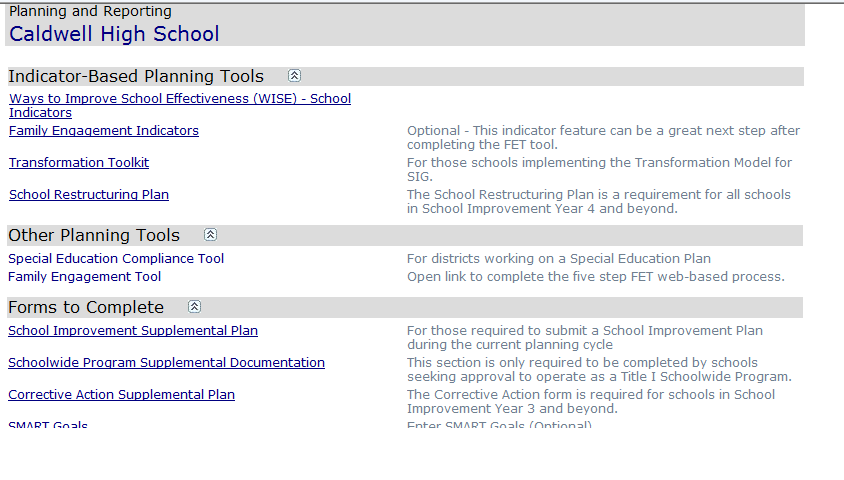 Planning and Reporting
Caldwell High School
Indicator-Based Planning Tools
Ways to Improve School Effectiveness (WISE) - School
Indicators
Family Engagement Indicators
Optional - This indicator feature can be a great next step after
completing the FET tool.
Transformation Toolkit
For those schools implementing the Transformation Model for
SIG.
School Restructuring Plan
The School Restructuring Plan is a requirement for all schools
in School Improvement Year 4 and beyond.
Other Planning Tools
Special Education Compliance Tool
For districts working on a Special Education Plan
Family Engagement Tool
Open link to complete the five step FET web-based process.
Forms to Complete
School Improvement Supplemental Plan
For those required to submit a School Improvement Plan
during the current planning cycle
Schoolwide Program Supplemental Documentation
This section is only required to be completed by schools
seeking approval to operate as a Title I Schoolwide Program.
Corrective Action Supplemental Plan
The Corrective Action form is required for schools in School
Improvement Year 3 and beyond.
SMART Goals
Enter SMART Goals (Optional)